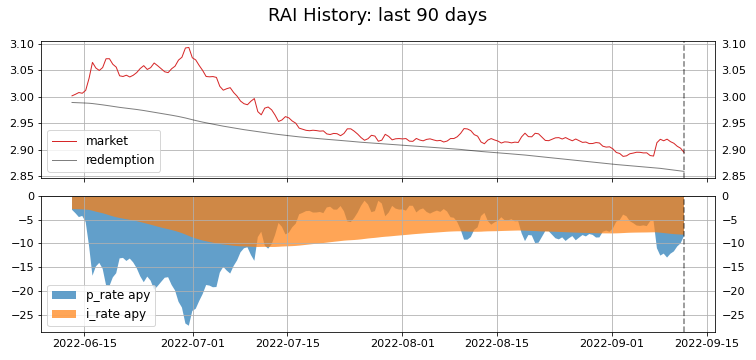 RAI History: last 90 days
3.10 3.10
3.05 3.05
3.00 3.00
2.95 2.95
2.90 2.90
2.85 2.85
market
redemption
0 0
−5 −5
−10 −10
−15 −15
−20 −20
−25 −25
p_rate apy
i_rate apy
2022-06-15 2022-07-01 2022-07-15 2022-08-01 2022-08-15 2022-09-01 2022-09-15